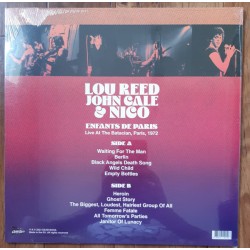 LOU REED
JOHN CALE
& NICO
ENFANTS DE PARIS
Live At The Bataclan, Paris, 1972
SIDE A
Waiting For The Man
Berlin
Black Angels Death Song
Wild Child
Empty Bottles
SIDE B
Heroin
Ghost Story
The Biggest, Loudest, Hairiest Group Of All
Femme Fatale
All Tomorrow's Parties
Janitor Of Lunacy